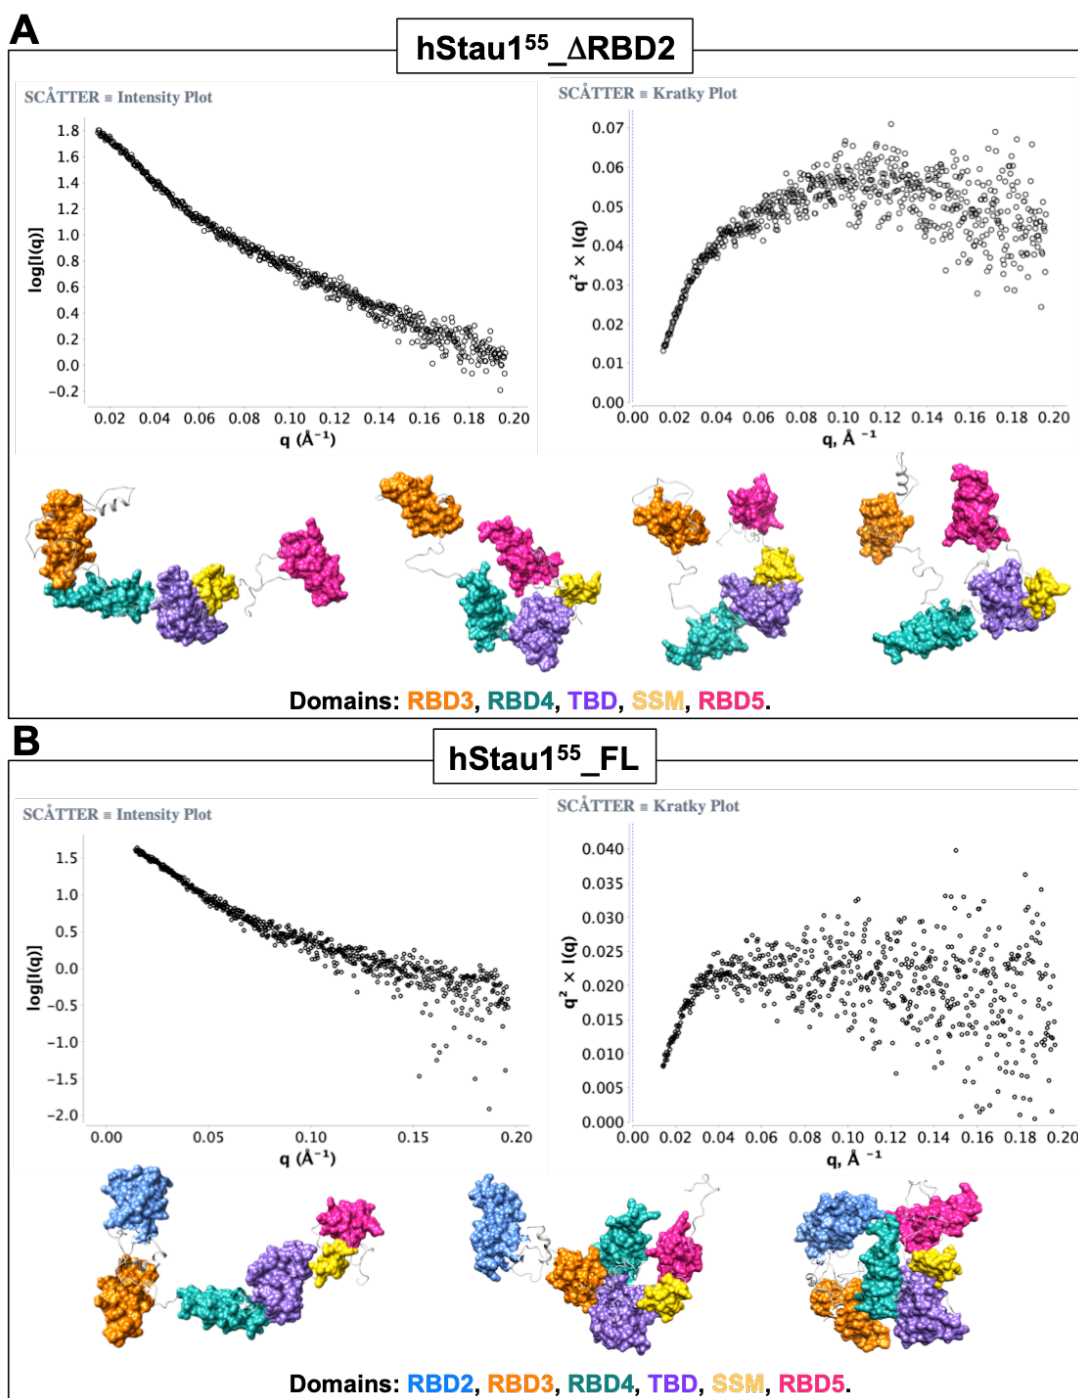 A
hStau1⁵⁵_ΔRBD2
SCÅTTER ≡ Intensity Plot
log[I(q)]
1.8
1.6
1.4
1.2
1.0
0.8
0.6
0.4
0.2
0.0
−0.2
0.02 0.04 0.06 0.08 0.10 0.12 0.14 0.16 0.18 0.20
q (Å⁻¹)
SCÅTTER ≡ Kratky Plot
q² × I(q)
0.07
0.06
0.05
0.04
0.03
0.02
0.01
0.00
0.00 0.02 0.04 0.06 0.08 0.10 0.12 0.14 0.16 0.18 0.20
q, Å ⁻¹
Domains: RBD3, RBD4, TBD, SSM, RBD5.
B
hStau1⁵⁵_FL
SCÅTTER ≡ Intensity Plot
log[I(q)]
1.5
1.0
0.5
0.0
−0.5
−1.0
−1.5
−2.0
0.00 0.05 0.10 0.15 0.20
q (Å⁻¹)
SCÅTTER ≡ Kratky Plot
q² × I(q)
0.040
0.035
0.030
0.025
0.020
0.015
0.010
0.005
0.000
0.00 0.02 0.04 0.06 0.08 0.10 0.12 0.14 0.16 0.18 0.20
q, Å ⁻¹
Domains: RBD2, RBD3, RBD4, TBD, SSM, RBD5.